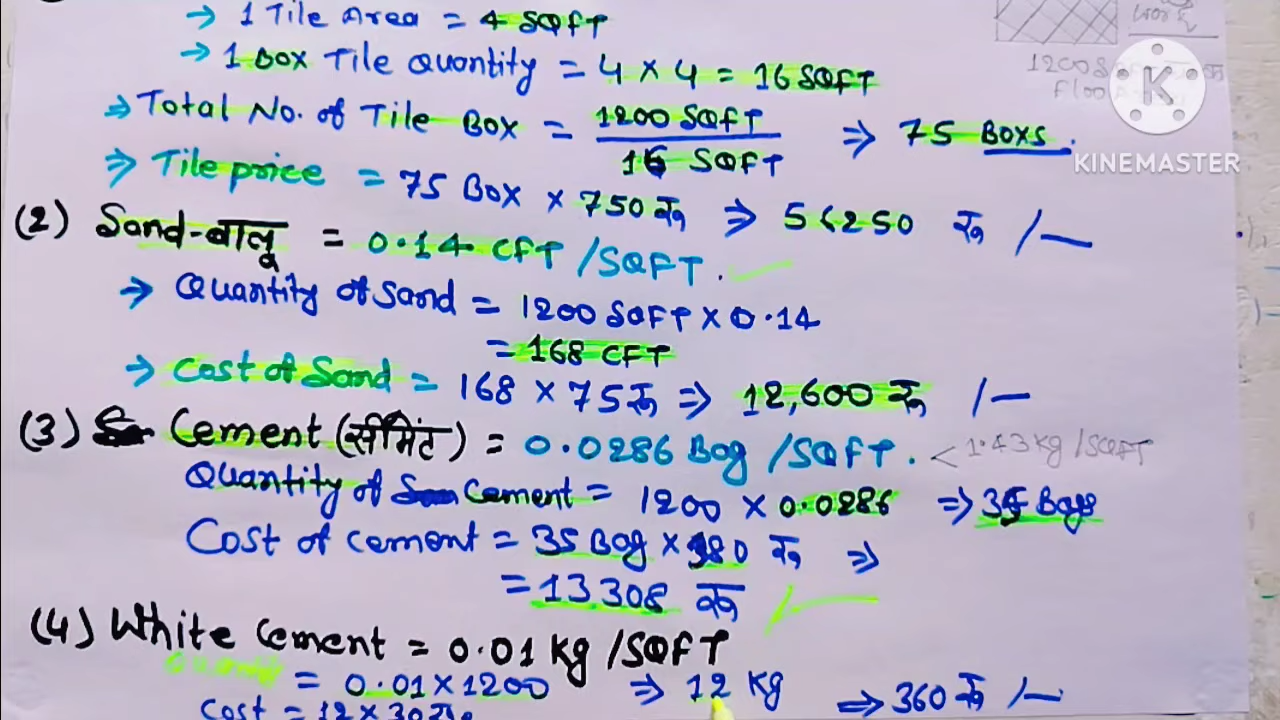 → 1 Tile Area = 4 SQFT
→ 1 Box Tile Quantity = 4 × 4 = 16 SQFT
⇒ Total No. of Tile Box = 1200 SQFT / 16 SQFT ⇒ 75 Boxs.
⇒ Tile price = 75 Box × 750 रु ⇒ 56250 रु /—
(2) Sand-बालू = 0.14 CFT /SQFT.
→ Quantity of Sand = 1200 SQFT × 0.14
= 168 CFT
→ Cost of Sand = 168 × 75 रु ⇒ 12,600 रु /—
(3) Cement (सीमेंट) = 0.0286 Bag /SQFT. < 1.43 kg /SQFT
Quantity of Cement = 1200 × 0.0286 ⇒ 35 Bags
Cost of cement = 35 Bag × 380 रु ⇒
= 13308 रु
(4) White Cement = 0.01 kg /SQFT
= 0.01 × 1200 ⇒ 12 kg ⇒ 360 रु /—
Cost = 12 × 30 रु
K
KINEMASTER